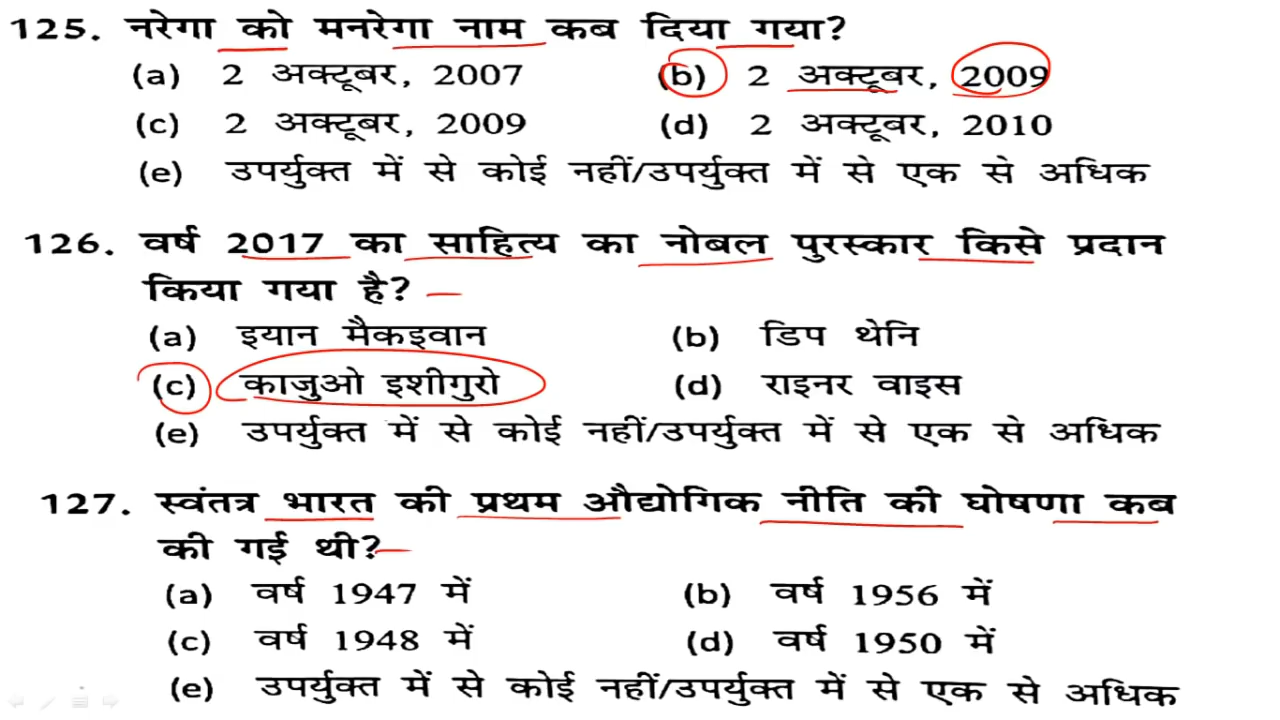 125. नरेगा को मनरेगा नाम कब दिया गया?
(a) 2 अक्टूबर, 2007 (b) 2 अक्टूबर, 2009
(c) 2 अक्टूबर, 2009 (d) 2 अक्टूबर, 2010
(e) उपर्युक्त में से कोई नहीं/उपर्युक्त में से एक से अधिक
126. वर्ष 2017 का साहित्य का नोबल पुरस्कार किसे प्रदान
किया गया है?
(a) इयान मैकइवान (b) डिप थेनि
(c) काजुओ इशीगुरो (d) राइनर वाइस
(e) उपर्युक्त में से कोई नहीं/उपर्युक्त में से एक से अधिक
127. स्वंतत्र भारत की प्रथम औद्योगिक नीति की घोषणा कब
की गई थी?
(a) वर्ष 1947 में (b) वर्ष 1956 में
(c) वर्ष 1948 में (d) वर्ष 1950 में
(e) उपर्युक्त में से कोई नहीं/उपर्युक्त में से एक से अधिक